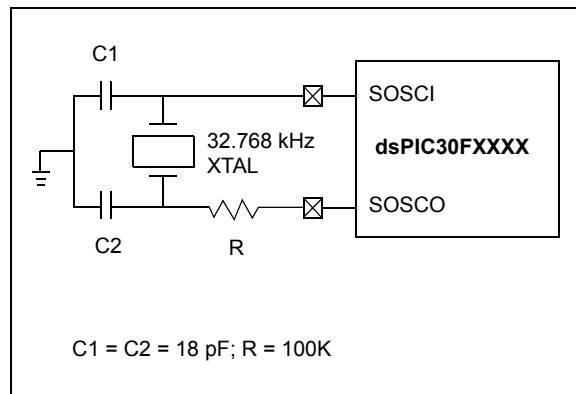 C1
SOSCI
32.768 kHz
XTAL
dsPIC30FXXXX
SOSCO
C2
R
C1 = C2 = 18 pF; R = 100K